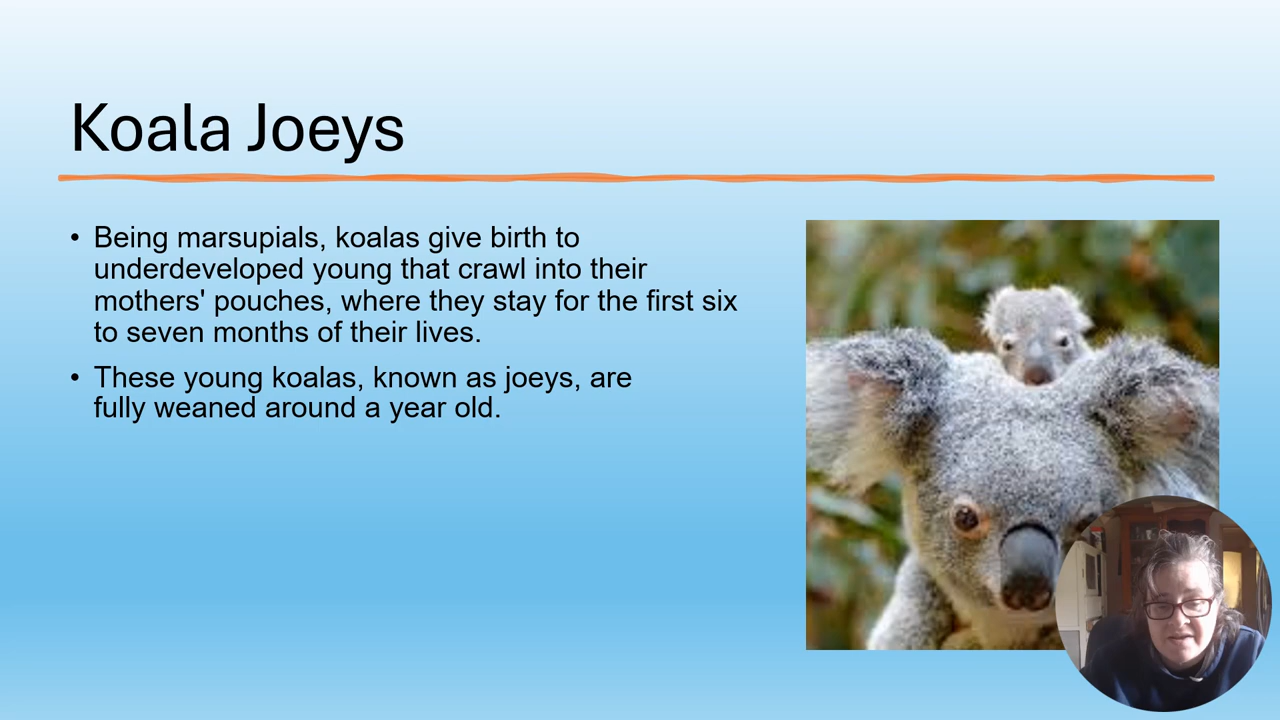 Koala Joeys
• Being marsupials, koalas give birth to
underdeveloped young that crawl into their
mothers' pouches, where they stay for the first six
to seven months of their lives.
• These young koalas, known as joeys, are
fully weaned around a year old.